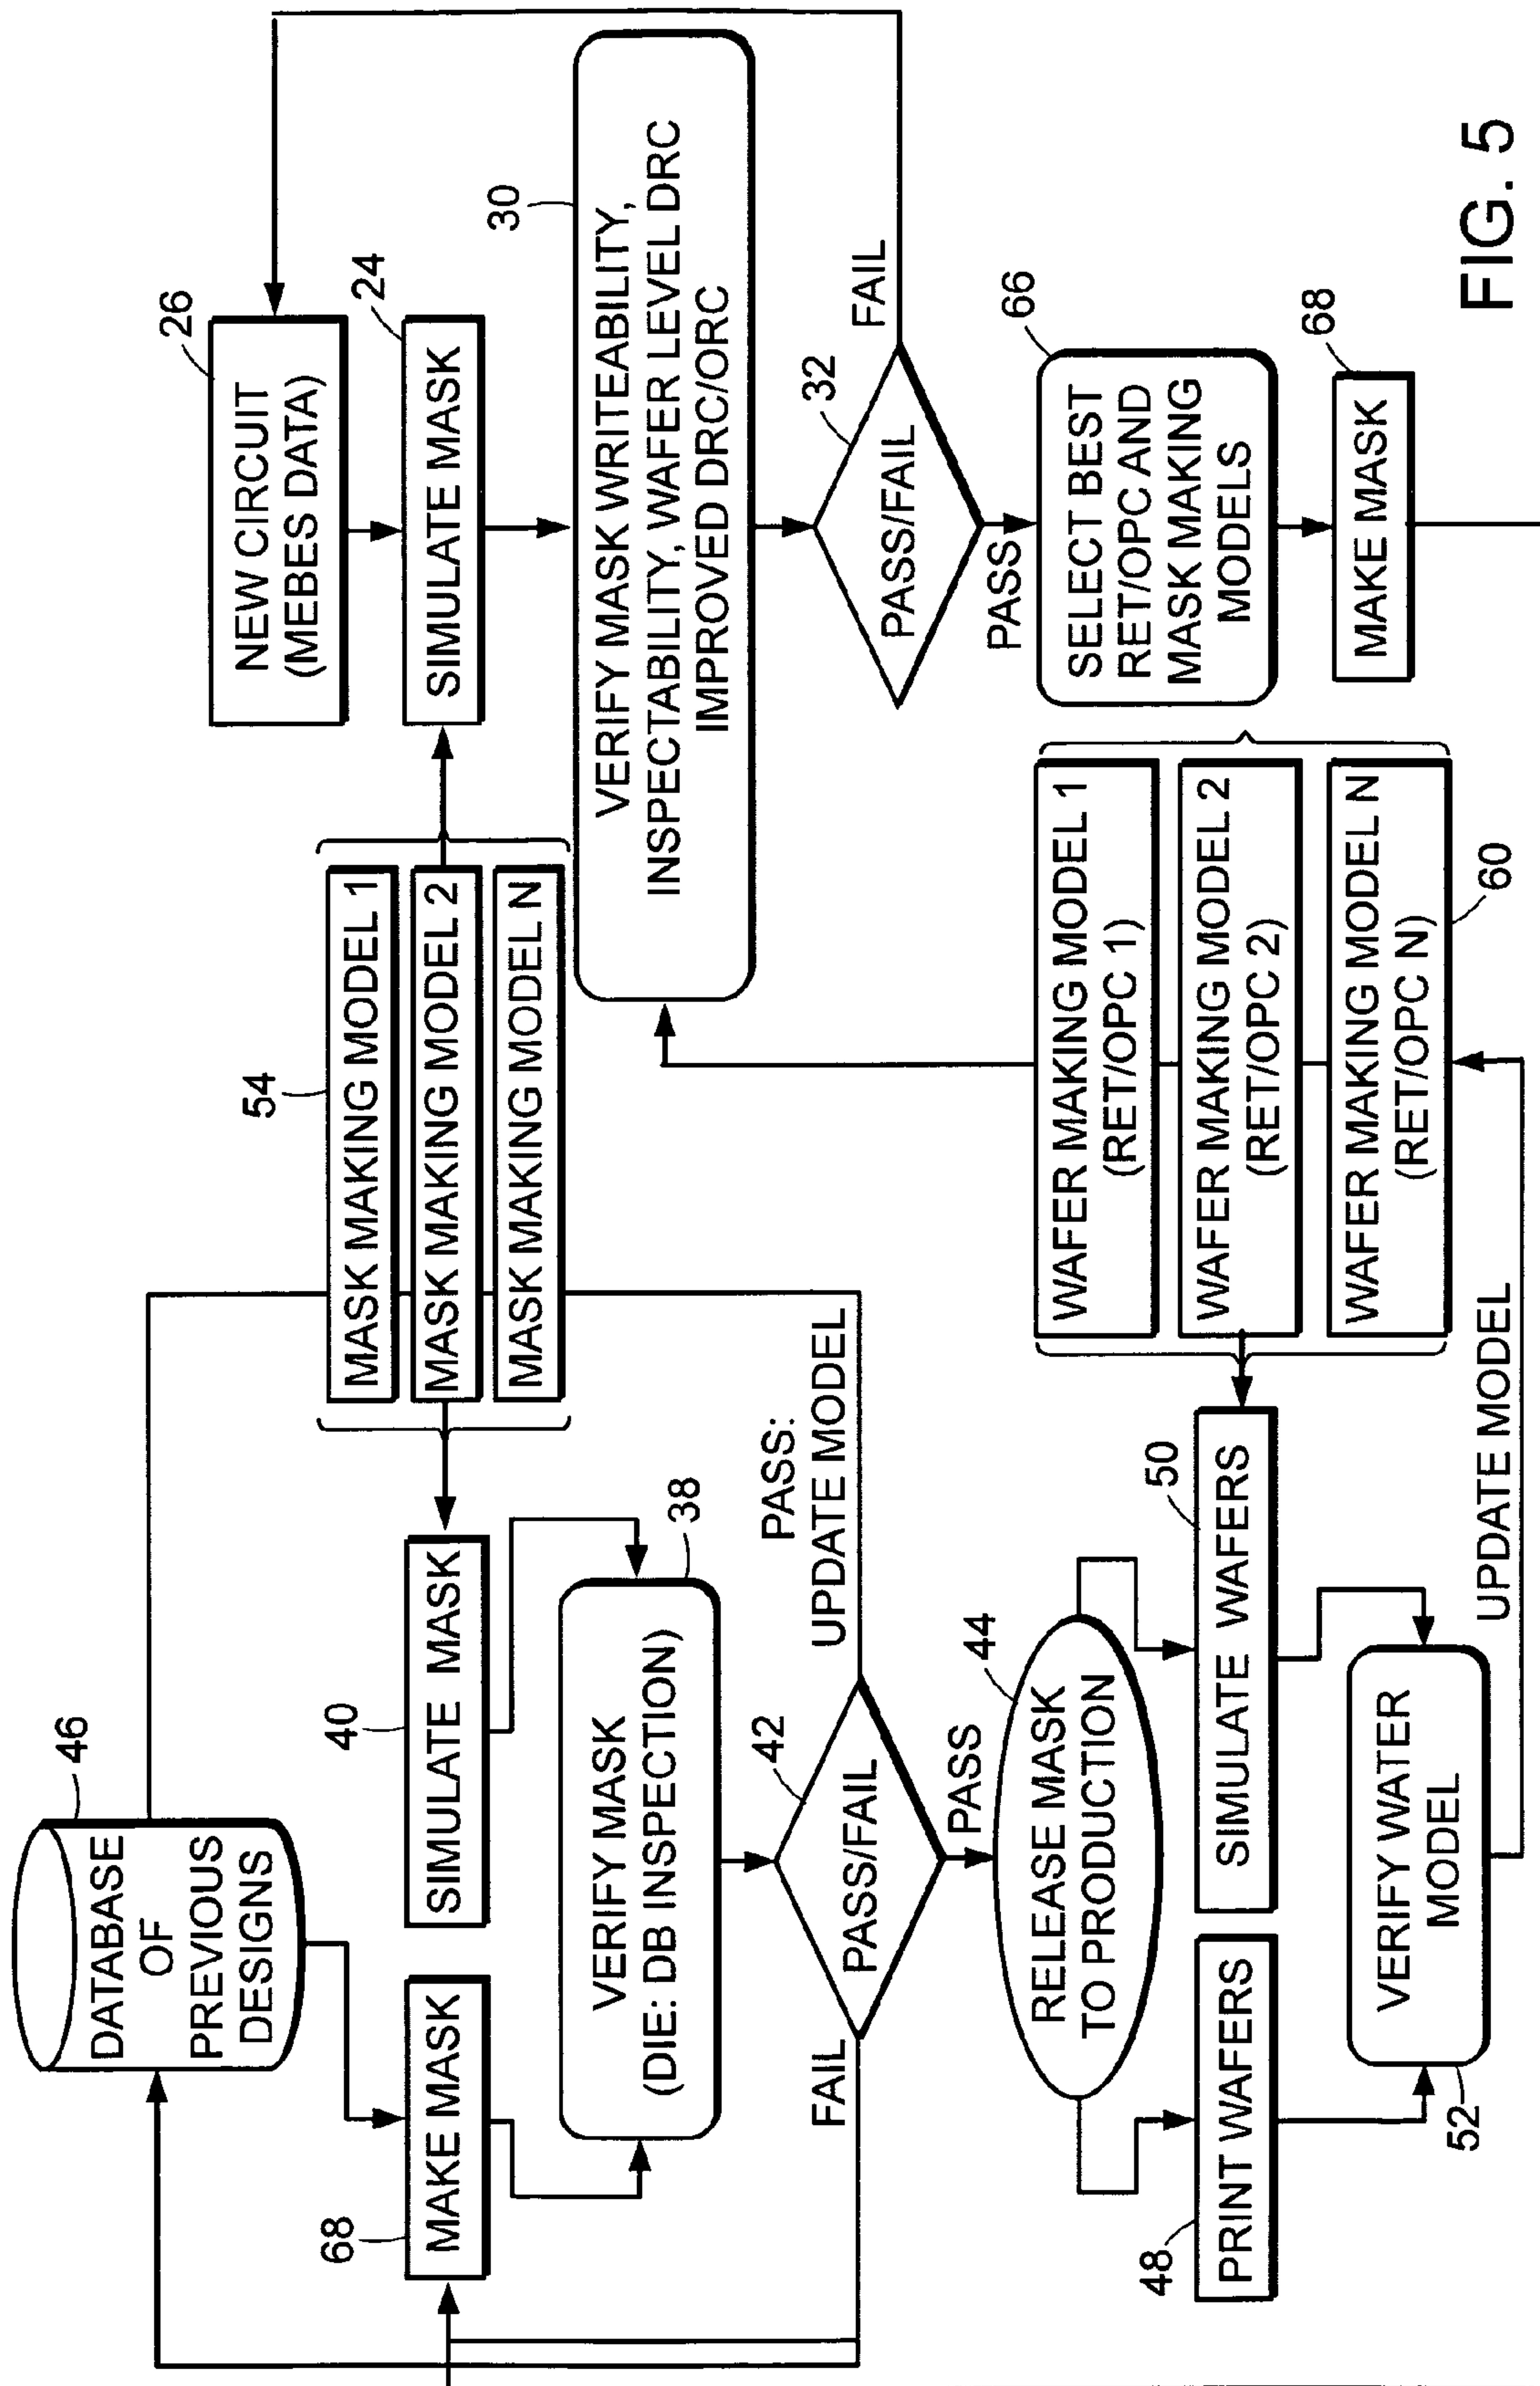 46
DATABASE
OF
PREVIOUS
DESIGNS
68
MAKE MASK
40
SIMULATE MASK
VERIFY MASK
(DIE: DB INSPECTION)
38
42
PASS/FAIL
FAIL
PASS
PASS:
UPDATE MODEL
44
RELEASE MASK
TO PRODUCTION
48
PRINT WAFERS
50
SIMULATE WAFERS
52
VERIFY WATER
MODEL
UPDATE MODEL
54
MASK MAKING MODEL 1
MASK MAKING MODEL 2
MASK MAKING MODEL N
WAFER MAKING MODEL 1
(RET/OPC 1)
WAFER MAKING MODEL 2
(RET/OPC 2)
WAFER MAKING MODEL N
(RET/OPC N)
60
26
NEW CIRCUIT
(MEBES DATA)
24
SIMULATE MASK
30
VERIFY MASK WRITEABILITY,
INSPECTABILITY, WAFER LEVEL DRC
IMPROVED DRC/ORC
32
PASS/FAIL
FAIL
PASS
66
SELECT BEST
RET/OPC AND
MASK MAKING
MODELS
68
MAKE MASK
FIG. 5